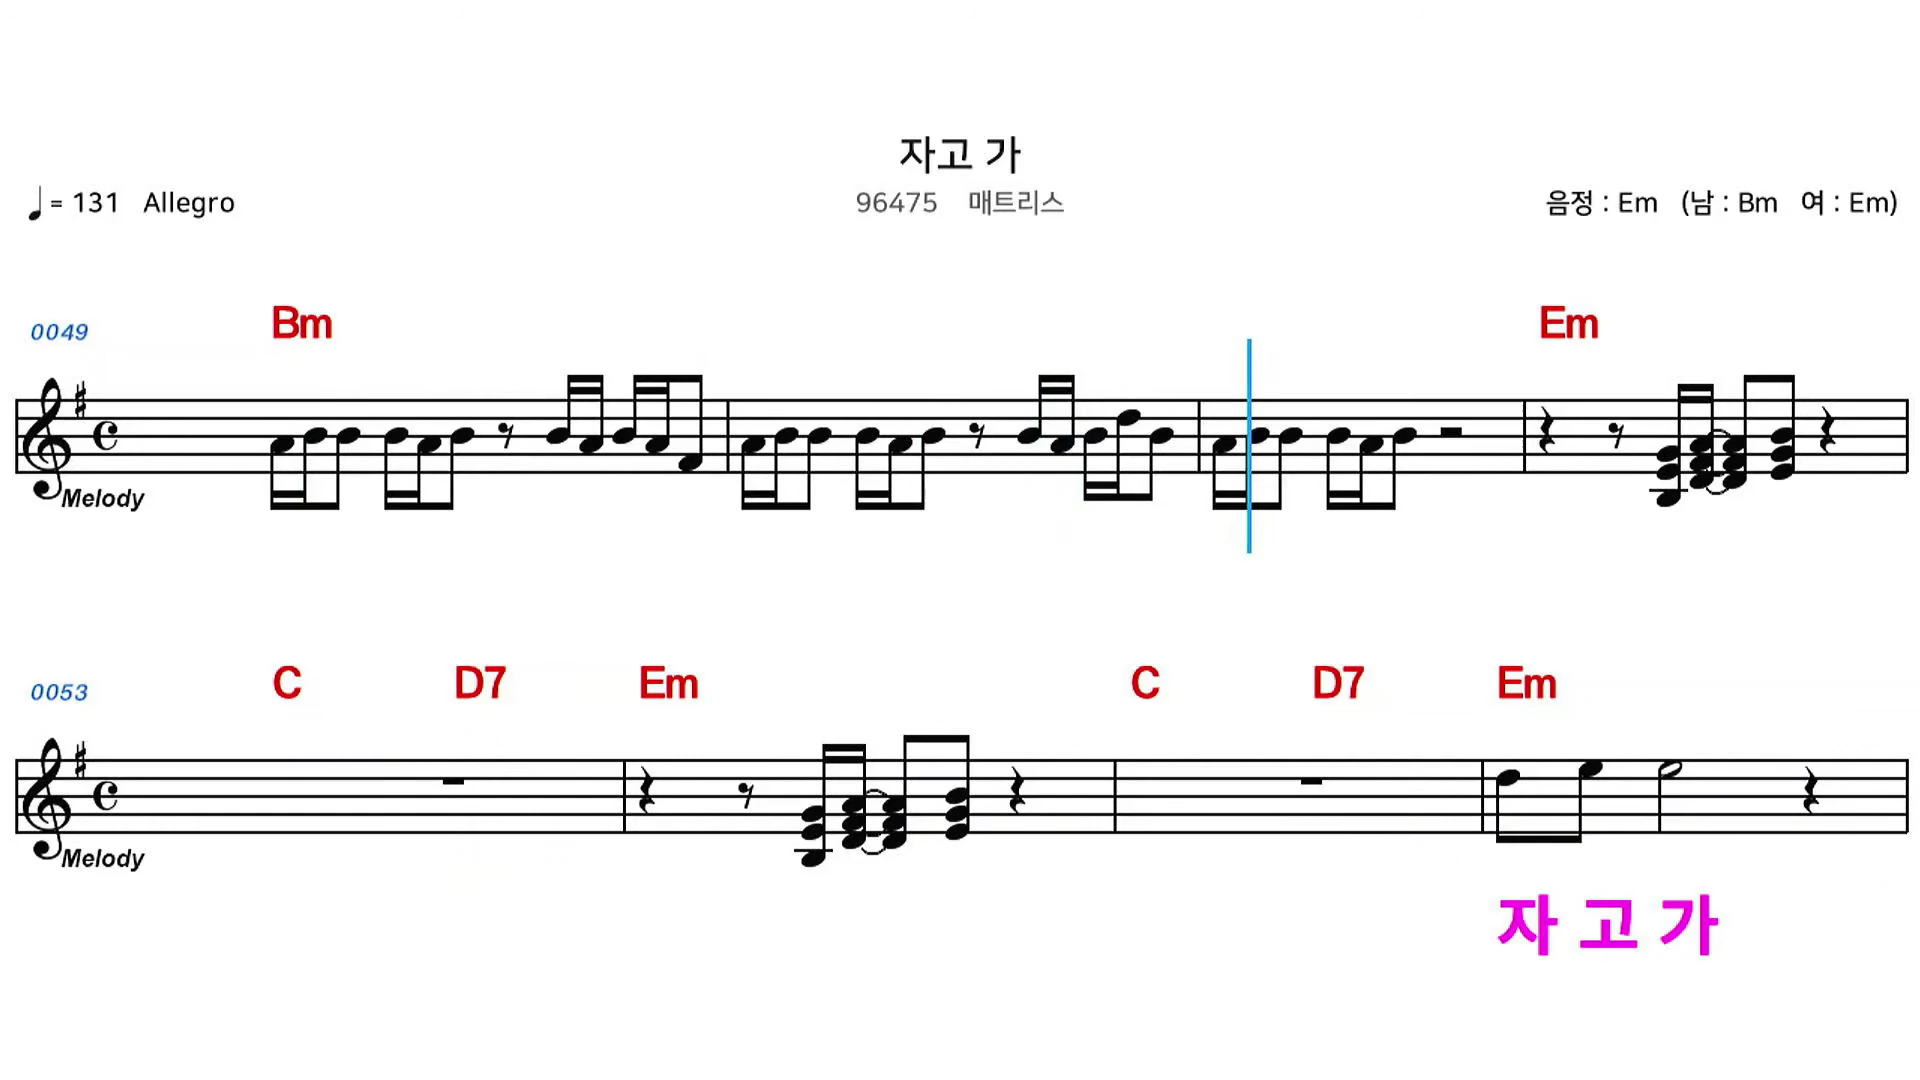 자고 가
♩= 131 Allegro
96475 매트리스
음정 : Em (남 : Bm 여 : Em)
Bm Em
0049
Melody
C D7 Em C D7 Em
0053
Melody
자 고 가